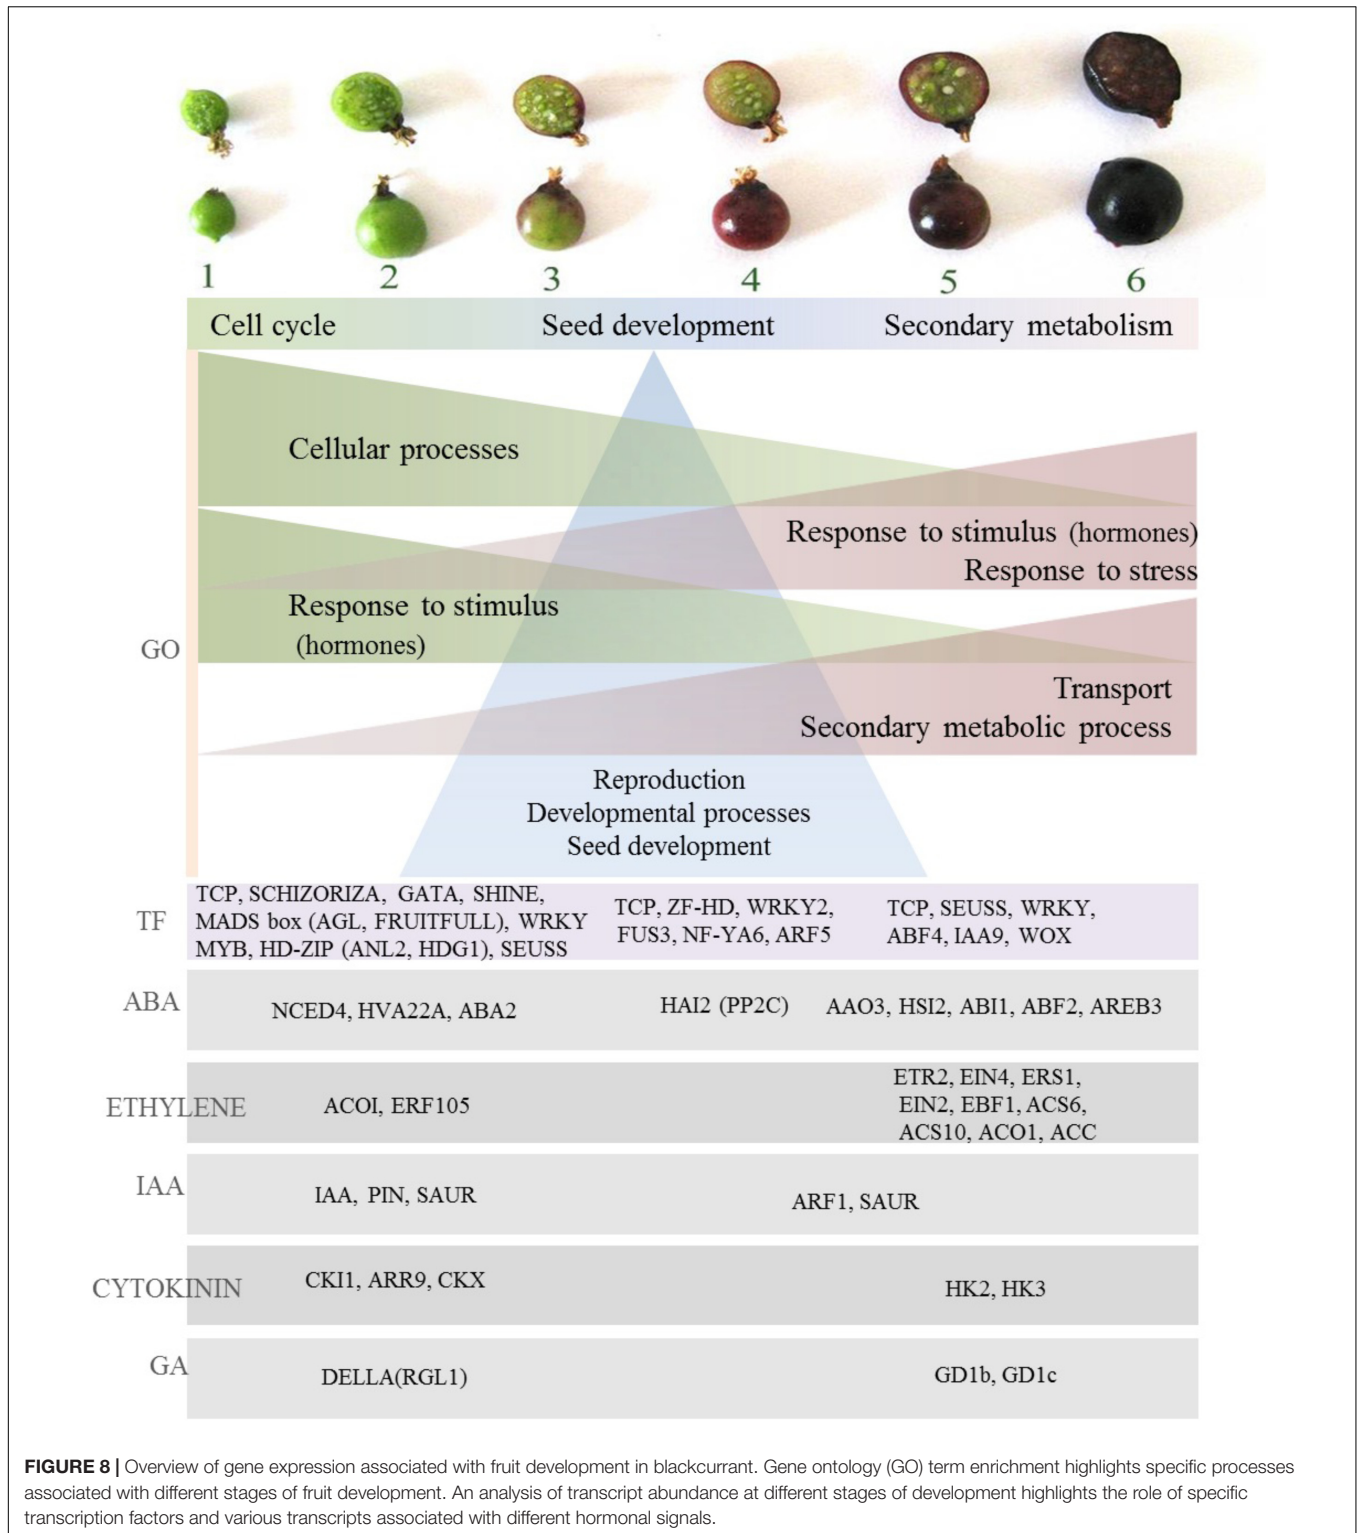 1 2 3 4 5 6
Cell cycle Seed development Secondary metabolism
Cellular processes
Response to stimulus (hormones)
Response to stress
Response to stimulus
(hormones)
GO
Transport
Secondary metabolic process
Reproduction
Developmental processes
Seed development
TF
TCP, SCHIZORIZA, GATA, SHINE,
MADS box (AGL, FRUITFULL), WRKY
MYB, HD-ZIP (ANL2, HDG1), SEUSS
TCP, ZF-HD, WRKY2,
FUS3, NF-YA6, ARF5
TCP, SEUSS, WRKY,
ABF4, IAA9, WOX
ABA
NCED4, HVA22A, ABA2
HAI2 (PP2C)
AAO3, HSI2, ABI1, ABF2, AREB3
ETHYLENE
ACOI, ERF105
ETR2, EIN4, ERS1,
EIN2, EBF1, ACS6,
ACS10, ACO1, ACC
IAA
IAA, PIN, SAUR
ARF1, SAUR
CYTOKININ
CKI1, ARR9, CKX
HK2, HK3
GA
DELLA(RGL1)
GD1b, GD1c
FIGURE 8 | Overview of gene expression associated with fruit development in blackcurrant. Gene ontology (GO) term enrichment highlights specific processes
associated with different stages of fruit development. An analysis of transcript abundance at different stages of development highlights the role of specific
transcription factors and various transcripts associated with different hormonal signals.